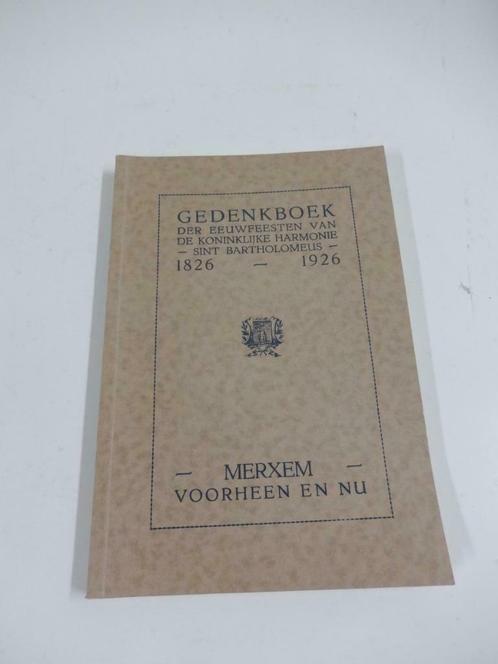 GEDENKBOEK
DER EEUWFEESTEN VAN
DE KONINKLIJKE HARMONIE
— SINT BARTHOLOMEUS —
1826 — 1926
— MERXEM —
VOORHEEN EN NU